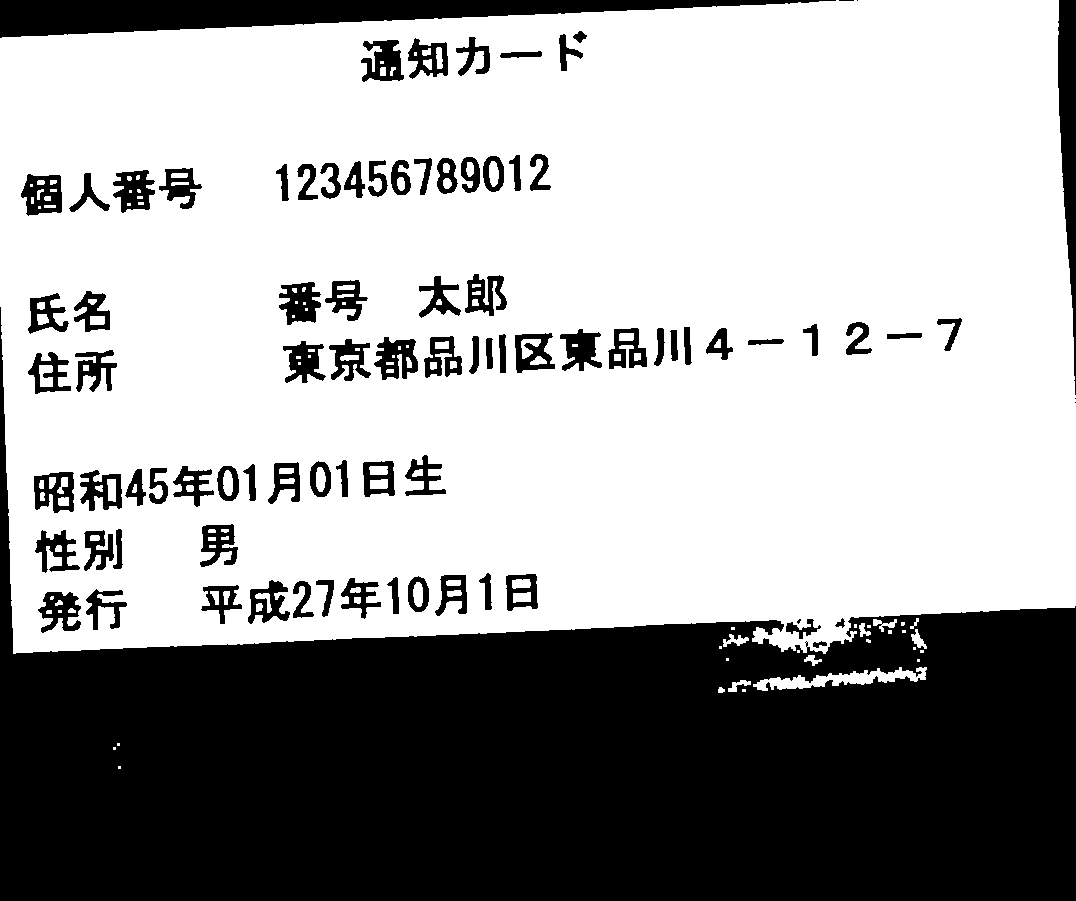 通知カード
個人番号 123456789012
氏名 番号 太郎
住所 東京都品川区東品川4-12-7
昭和45年01月01日生
性別 男
発行 平成27年10月1日